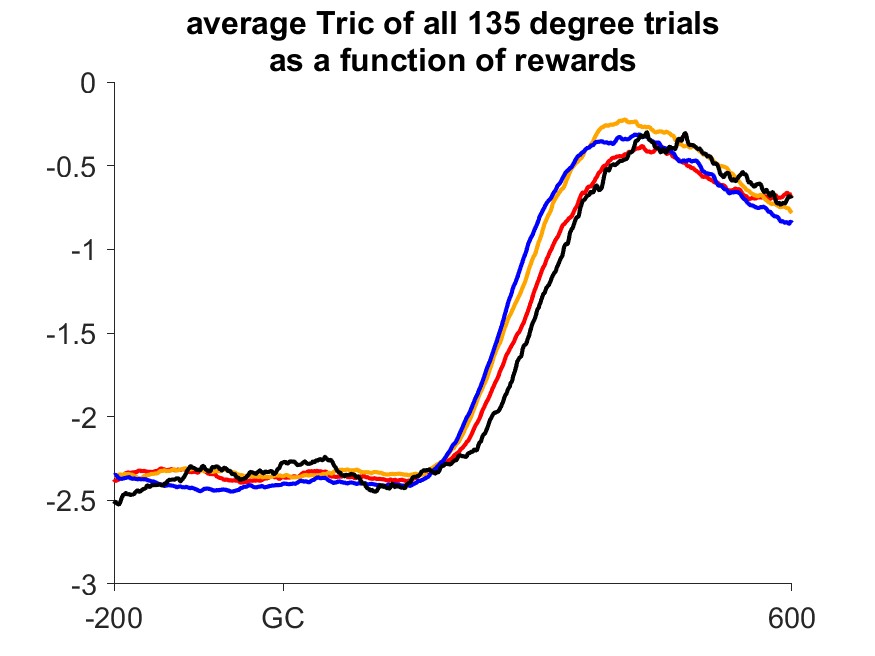 average Tric of all 135 degree trials
as a function of rewards
0
-0.5
-1
-1.5
-2
-2.5
-3
-200 GC 600